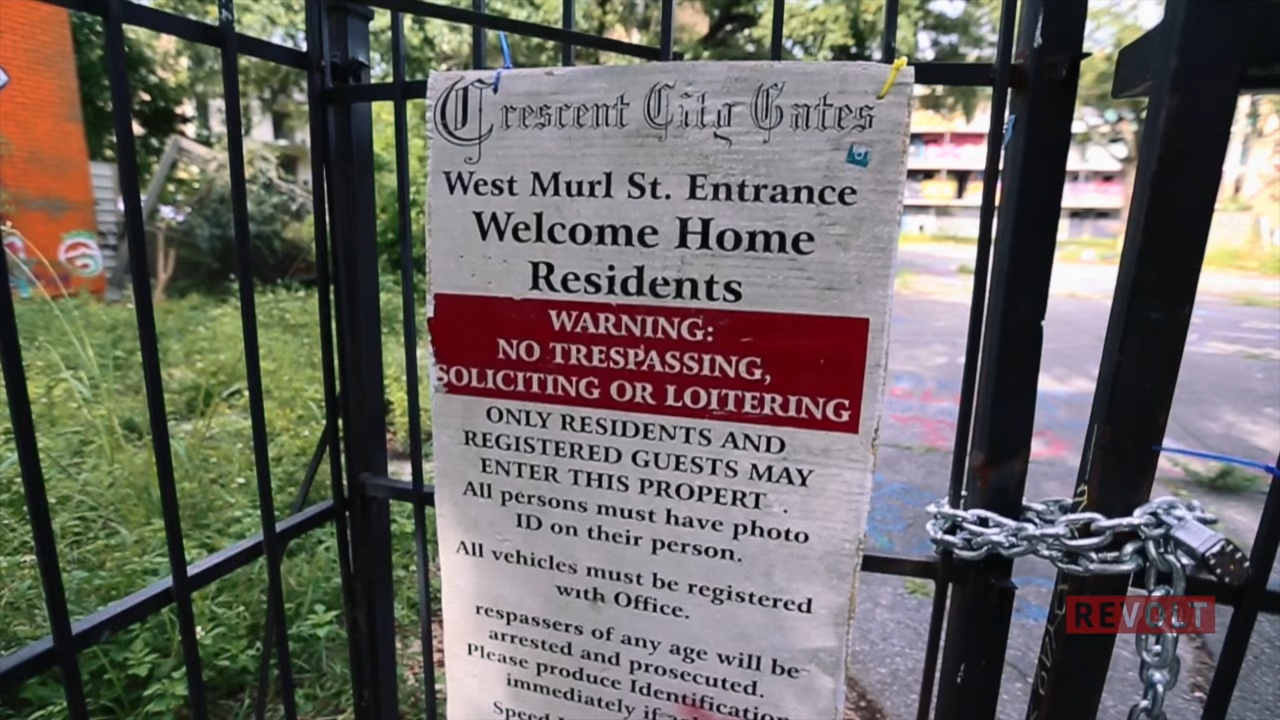 Crescent City Gates
West Murl St. Entrance
Welcome Home
Residents
WARNING:
NO TRESPASSING,
SOLICITING OR LOITERING
ONLY RESIDENTS AND
REGISTERED GUESTS MAY
ENTER THIS PROPERT .
All persons must have photo
ID on their person.
All vehicles must be registered
with Office.
respassers of any age will be
arrested and prosecuted.
Please produce Identification
immediately if
Speed
REVOLT